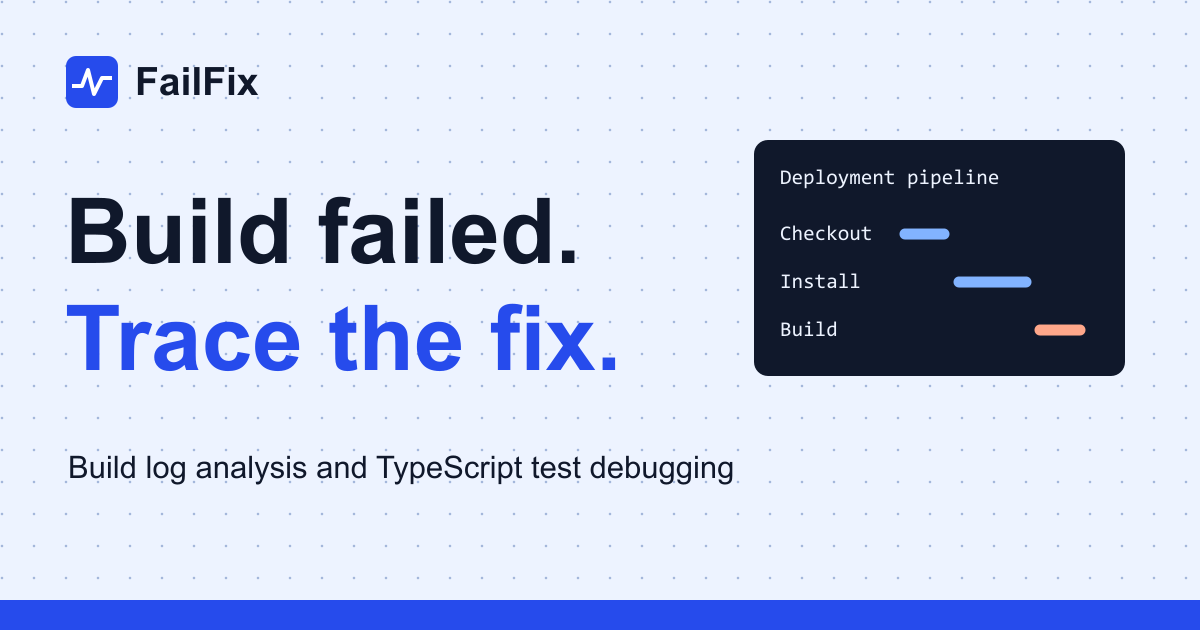 FailFix
Build failed.
Trace the fix.
Build log analysis and TypeScript test debugging
Deployment pipeline
Checkout
Install
Build